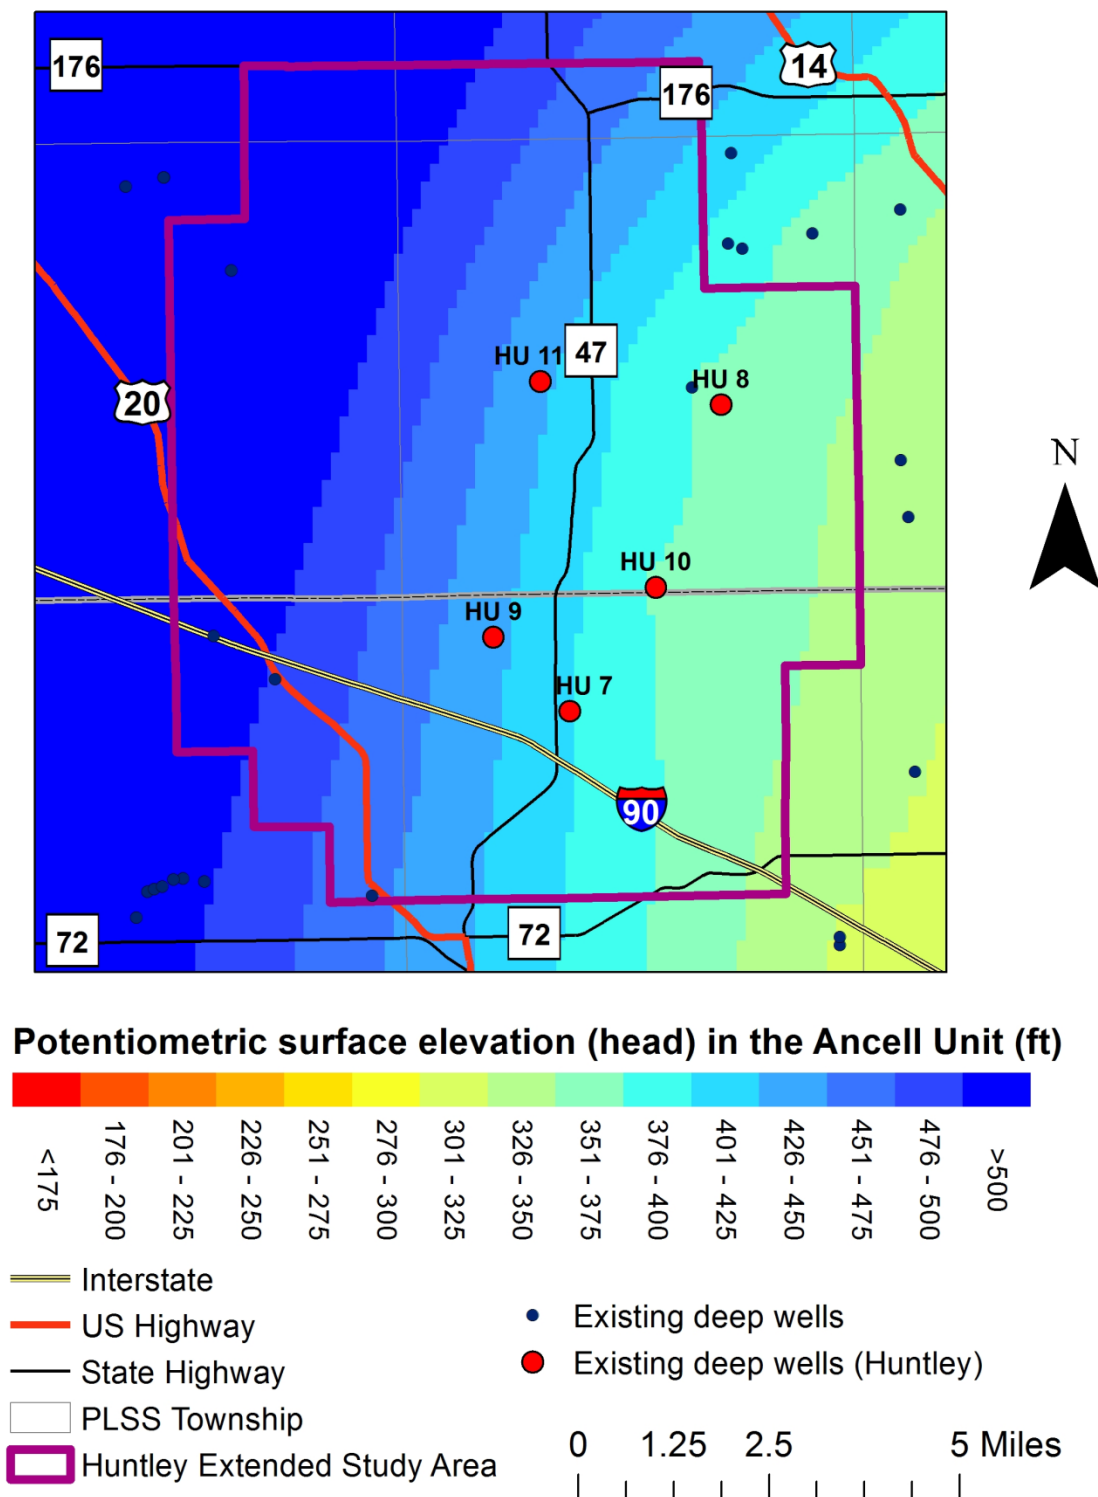 176
14
176
HU 11
47
HU 8
20
N
HU 10
HU 9
HU 7
90
72
72
Potentiometric surface elevation (head) in the Ancell Unit (ft)
<175
176 - 200
201 - 225
226 - 250
251 - 275
276 - 300
301 - 325
326 - 350
351 - 375
376 - 400
401 - 425
426 - 450
451 - 475
476 - 500
>500
Interstate
US Highway
State Highway
PLSS Township
Huntley Extended Study Area
Existing deep wells
Existing deep wells (Huntley)
0 1.25 2.5 5 Miles